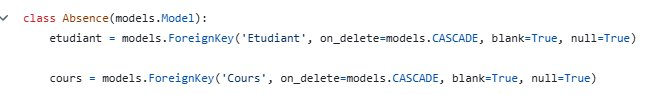 class Absence(models.Model):
etudiant = models.ForeignKey('Etudiant', on_delete=models.CASCADE, blank=True, null=True)
cours = models.ForeignKey('Cours', on_delete=models.CASCADE, blank=True, null=True)